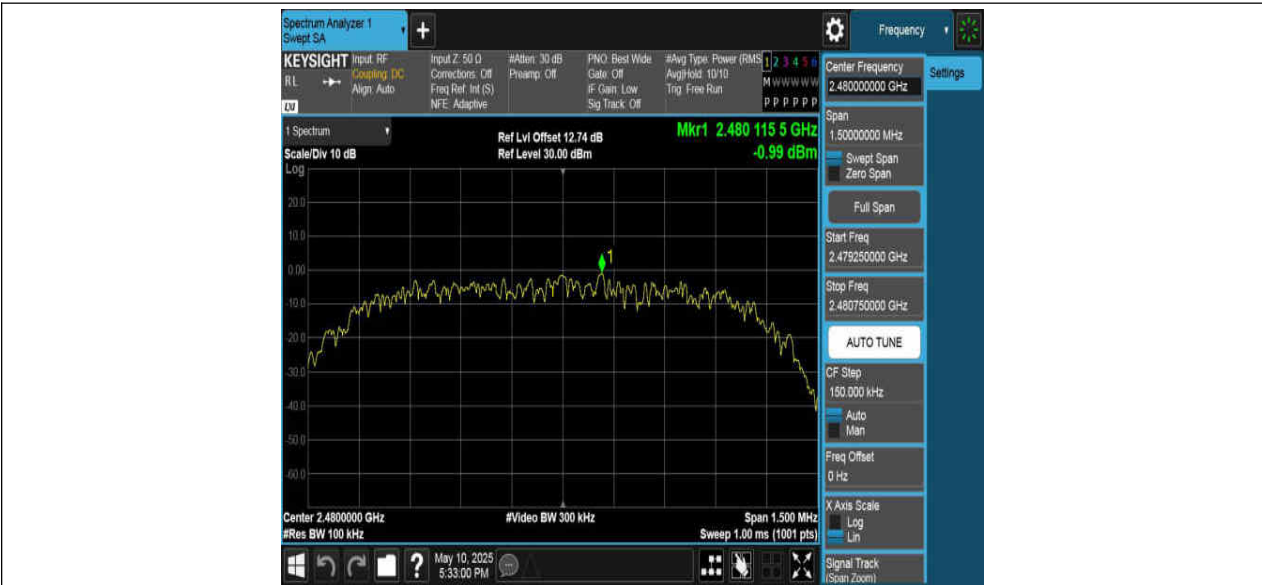 Spectrum Analyzer 1
Swept SA
+
Frequency
KEYSIGHT
RL
LXI
Input: RF
Coupling: DC
Align: Auto
Input Z: 50 Ω
Corrections: Off
Freq Ref: Int (S)
NFE: Adaptive
#Atten: 30 dB
Preamp: Off
PNO: Best Wide
Gate: Off
IF Gain: Low
Sig Track: Off
#Avg Type: Power (RMS
Avg|Hold: 10/10
Trig: Free Run
1 2 3 4 5 6
M W W W W W
P P P P P P
1 Spectrum
Scale/Div 10 dB
Ref Lvl Offset 12.74 dB
Ref Level 30.00 dBm
Mkr1 2.480 115 5 GHz
-0.99 dBm
Log
20.0
10.0
0.00
-10.0
-20.0
-30.0
-40.0
-50.0
-60.0
1
Center 2.4800000 GHz
#Res BW 100 kHz
#Video BW 300 kHz
Span 1.500 MHz
Sweep 1.00 ms (1001 pts)
Center Frequency
2.480000000 GHz
Settings
Span
1.50000000 MHz
Swept Span
Zero Span
Full Span
Start Freq
2.479250000 GHz
Stop Freq
2.480750000 GHz
AUTO TUNE
CF Step
150.000 kHz
Auto
Man
Freq Offset
0 Hz
X Axis Scale
Log
Lin
Signal Track
(Span Zoom)
?
May 10, 2025
5:33:00 PM